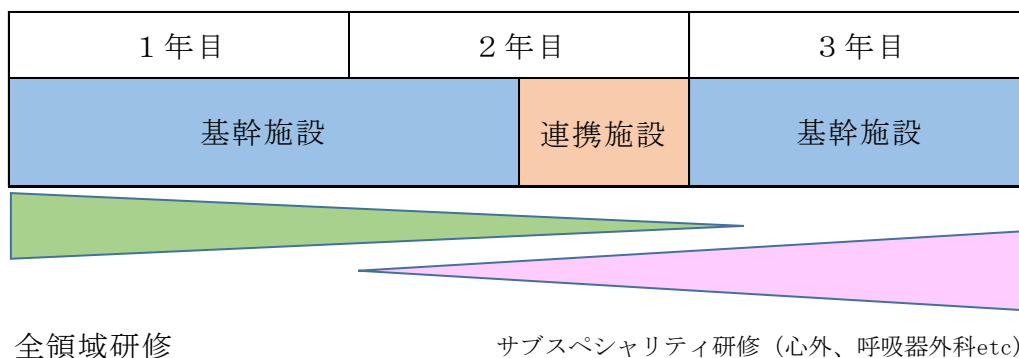 １年目 ２年目 ３年目
基幹施設 連携施設 基幹施設
全領域研修 サブスペシャリティ研修（心外、呼吸器外科etc）